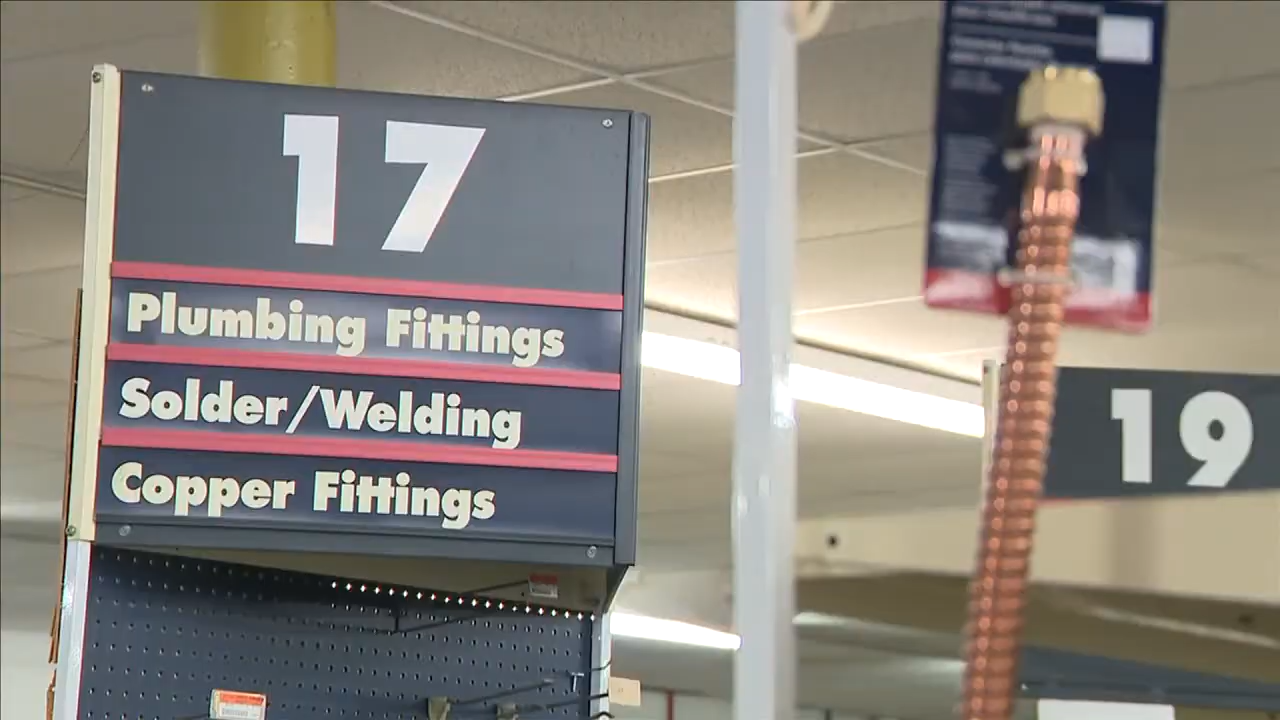 17
Plumbing Fittings
Solder/Welding
Copper Fittings
19